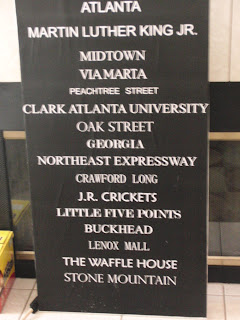 ATLANTA
MARTIN LUTHER KING JR.
MIDTOWN
VIA MARTA
PEACHTREE STREET
CLARK ATLANTA UNIVERSITY
OAK STREET
GEORGIA
NORTHEAST EXPRESSWAY
CRAWFORD LONG
J.R. CRICKETS
LITTLE FIVE POINTS
BUCKHEAD
LENOX MALL
THE WAFFLE HOUSE
STONE MOUNTAIN